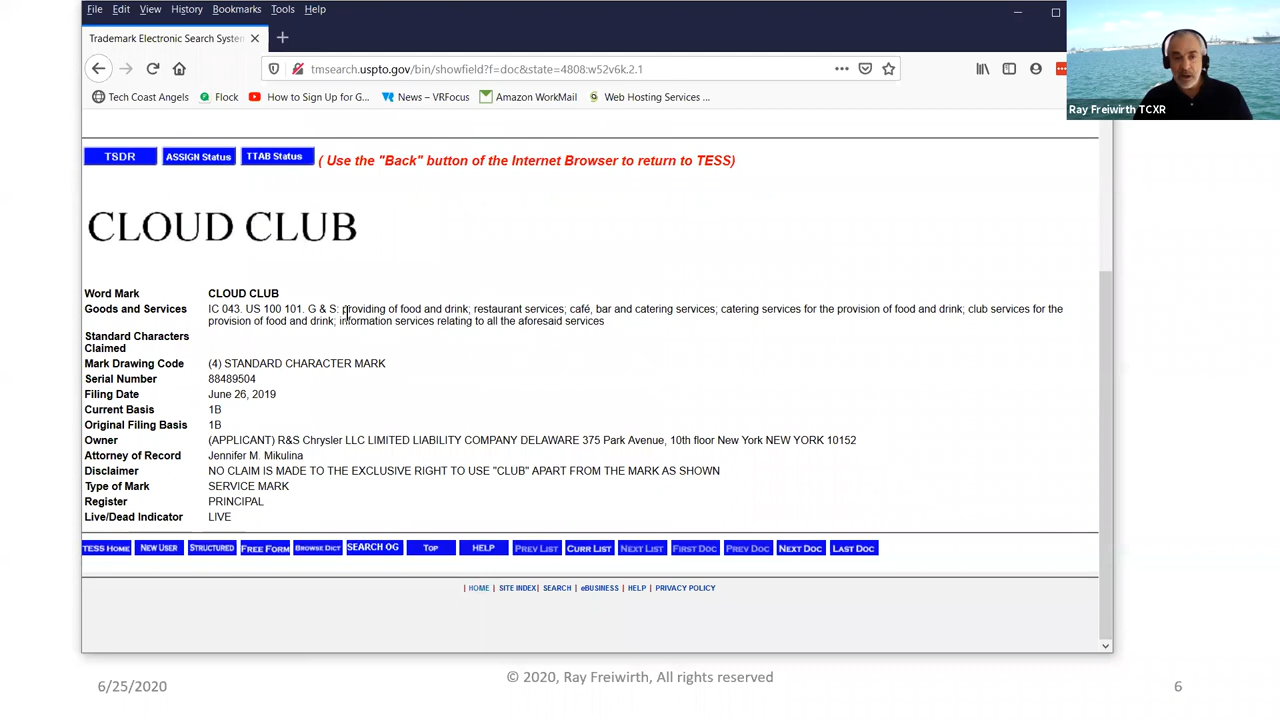 File Edit View History Bookmarks Tools Help
Trademark Electronic Search System
tmsearch.uspto.gov/bin/showfield?f=doc&state=4808:w52v6k.2.1
Tech Coast Angels Flock How to Sign Up for G... News – VRFocus Amazon WorkMail Web Hosting Services ...
Ray Freiwirth TCXR
TSDR ASSIGN Status TTAB Status ( Use the "Back" button of the Internet Browser to return to TESS)
CLOUD CLUB
Word Mark CLOUD CLUB
Goods and Services IC 043. US 100 101. G & S: providing of food and drink; restaurant services; café, bar and catering services; catering services for the provision of food and drink; club services for the
provision of food and drink; information services relating to all the aforesaid services
Standard Characters
Claimed
Mark Drawing Code (4) STANDARD CHARACTER MARK
Serial Number 88489504
Filing Date June 26, 2019
Current Basis 1B
Original Filing Basis 1B
Owner (APPLICANT) R&S Chrysler LLC LIMITED LIABILITY COMPANY DELAWARE 375 Park Avenue, 10th floor New York NEW YORK 10152
Attorney of Record Jennifer M. Mikulina
Disclaimer NO CLAIM IS MADE TO THE EXCLUSIVE RIGHT TO USE "CLUB" APART FROM THE MARK AS SHOWN
Type of Mark SERVICE MARK
Register PRINCIPAL
Live/Dead Indicator LIVE
TESS HOME NEW USER STRUCTURED FREE FORM BROWSE DICT SEARCH OG TOP HELP PREV LIST CURR LIST NEXT LIST FIRST DOC PREV DOC NEXT DOC LAST DOC
| HOME | SITE INDEX| SEARCH | eBUSINESS | HELP | PRIVACY POLICY
6/25/2020 © 2020, Ray Freiwirth, All rights reserved 6